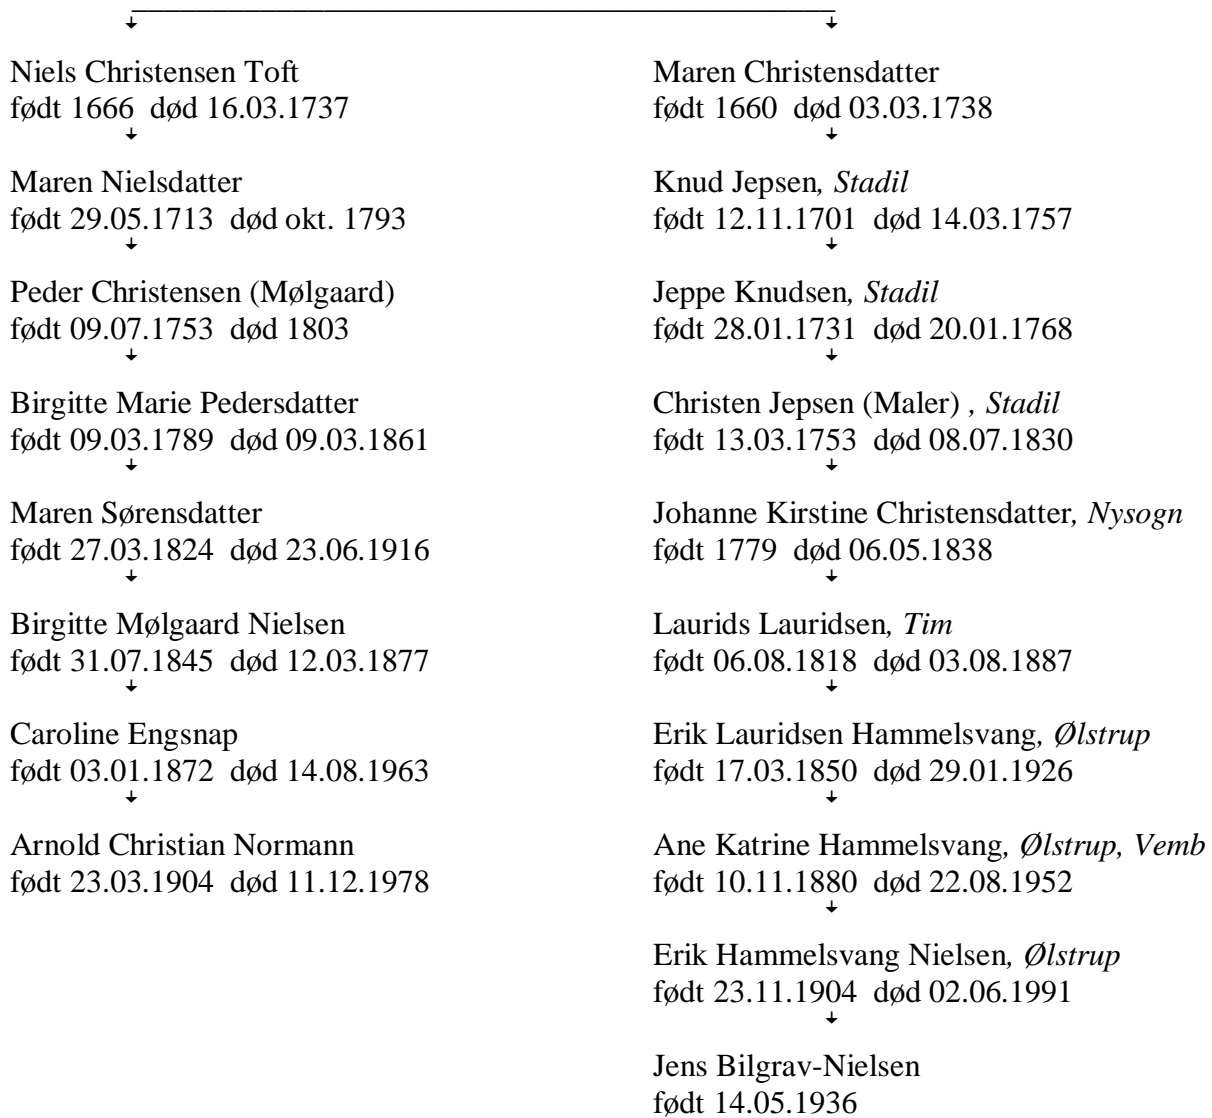 Niels Christensen Toft
født 1666 død 16.03.1737
Maren Nielsdatter
født 29.05.1713 død okt. 1793
Peder Christensen (Mølgaard)
født 09.07.1753 død 1803
Birgitte Marie Pedersdatter
født 09.03.1789 død 09.03.1861
Maren Sørensdatter
født 27.03.1824 død 23.06.1916
Birgitte Mølgaard Nielsen
født 31.07.1845 død 12.03.1877
Caroline Engsnap
født 03.01.1872 død 14.08.1963
Arnold Christian Normann
født 23.03.1904 død 11.12.1978
Maren Christensdatter
født 1660 død 03.03.1738
Knud Jepsen, Stadil
født 12.11.1701 død 14.03.1757
Jeppe Knudsen, Stadil
født 28.01.1731 død 20.01.1768
Christen Jepsen (Maler) , Stadil
født 13.03.1753 død 08.07.1830
Johanne Kirstine Christensdatter, Nysogn
født 1779 død 06.05.1838
Laurids Lauridsen, Tim
født 06.08.1818 død 03.08.1887
Erik Lauridsen Hammelsvang, Ølstrup
født 17.03.1850 død 29.01.1926
Ane Katrine Hammelsvang, Ølstrup, Vemb
født 10.11.1880 død 22.08.1952
Erik Hammelsvang Nielsen, Ølstrup
født 23.11.1904 død 02.06.1991
Jens Bilgrav-Nielsen
født 14.05.1936